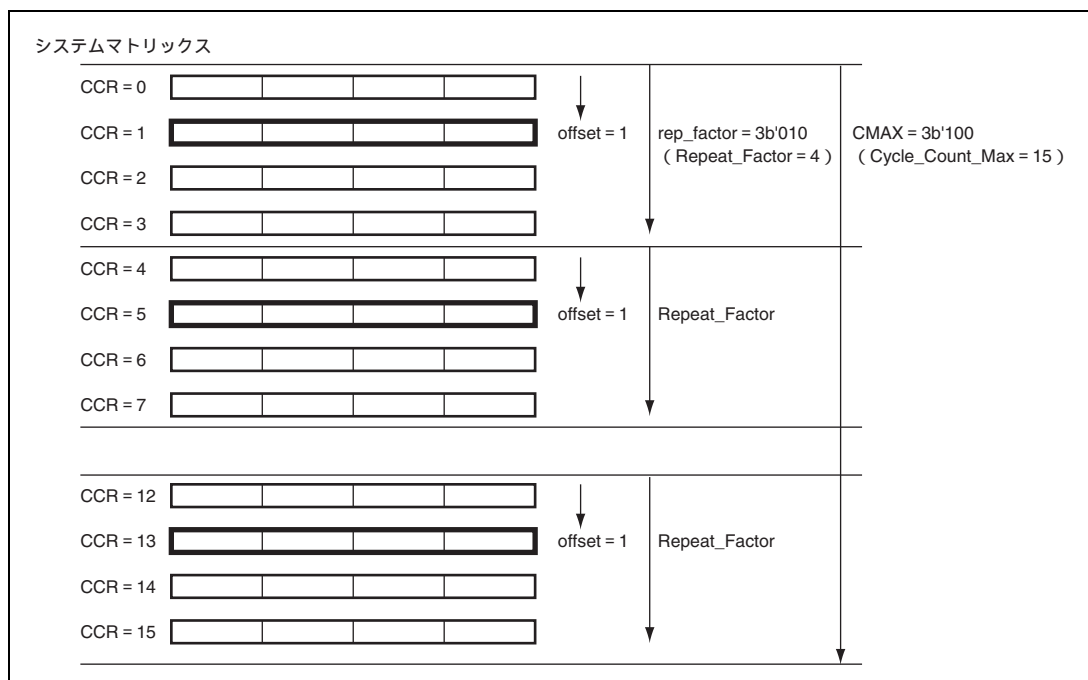 システムマトリックス
CCR = 0
CCR = 1
offset = 1
rep_factor = 3b'010
( Repeat_Factor = 4 )
CMAX = 3b'100
( Cycle_Count_Max = 15 )
CCR = 2
CCR = 3
CCR = 4
CCR = 5
offset = 1
Repeat_Factor
CCR = 6
CCR = 7
CCR = 12
CCR = 13
offset = 1
Repeat_Factor
CCR = 14
CCR = 15